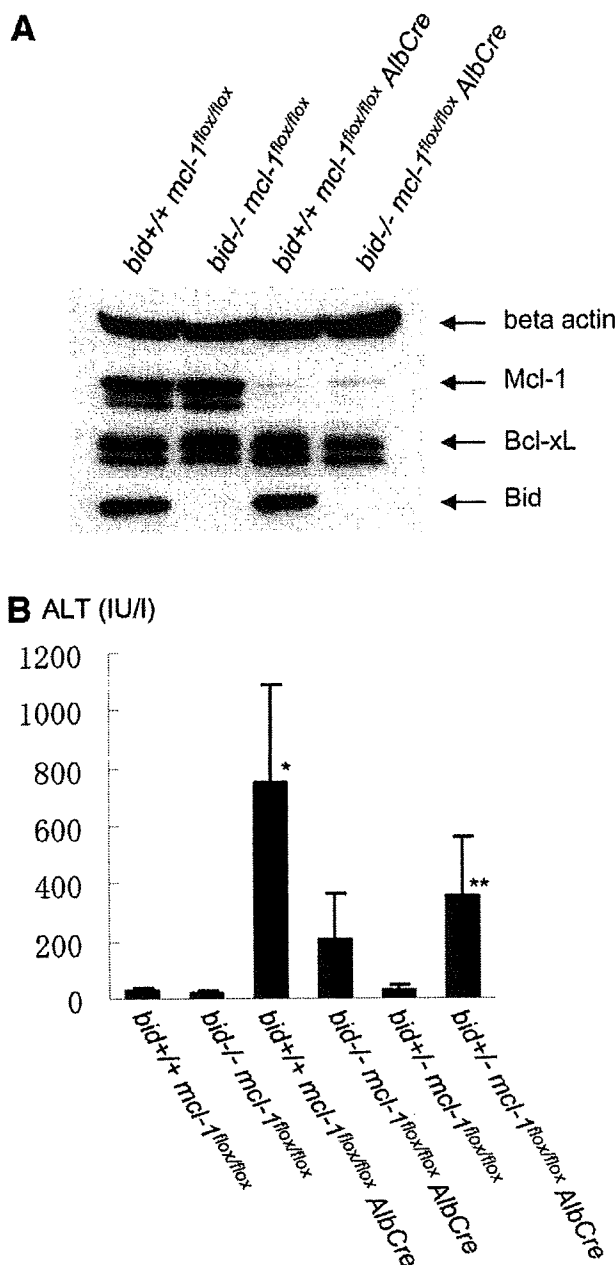 A
bid+/+ mcl-1flox/flox
bid-/- mcl-1flox/flox
bid+/+ mcl-1flox/flox AlbCre
bid-/- mcl-1flox/flox AlbCre
beta actin
Mcl-1
Bcl-xL
Bid
B ALT (IU/l)
1200
1000
800
600
400
200
0
*
**
bid+/+ mcl-1flox/flox
bid-/- mcl-1flox/flox
bid+/+ mcl-1flox/flox AlbCre
bid-/- mcl-1flox/flox AlbCre
bid+/- mcl-1flox/flox
bid+/- mcl-1flox/flox AlbCre